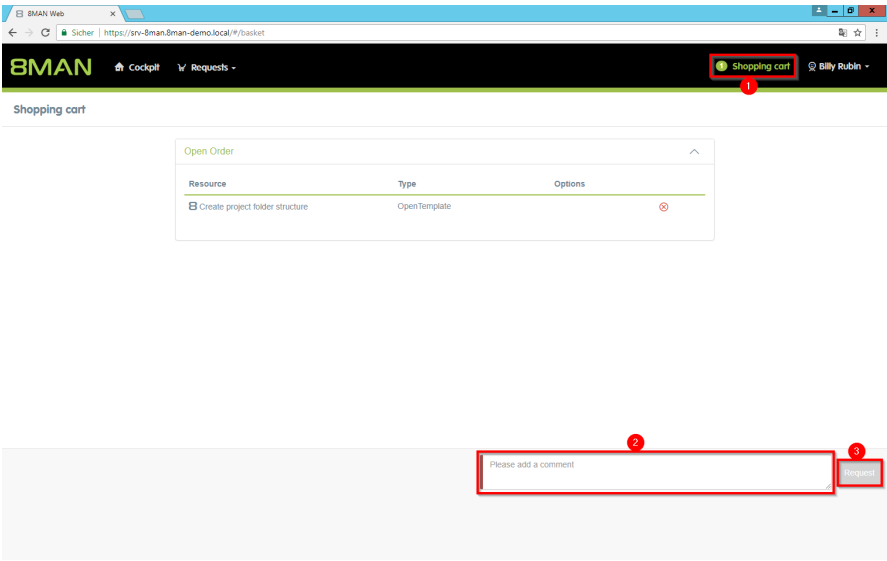 8MAN Web
Sicher | https://srv-8man.8man-demo.local/#/basket
8MAN Cockpit Requests 1 Shopping cart Billy Rubin
1
Shopping cart
Open Order
Resource Type Options
Create project folder structure OpenTemplate
2
3
Please add a comment
Request